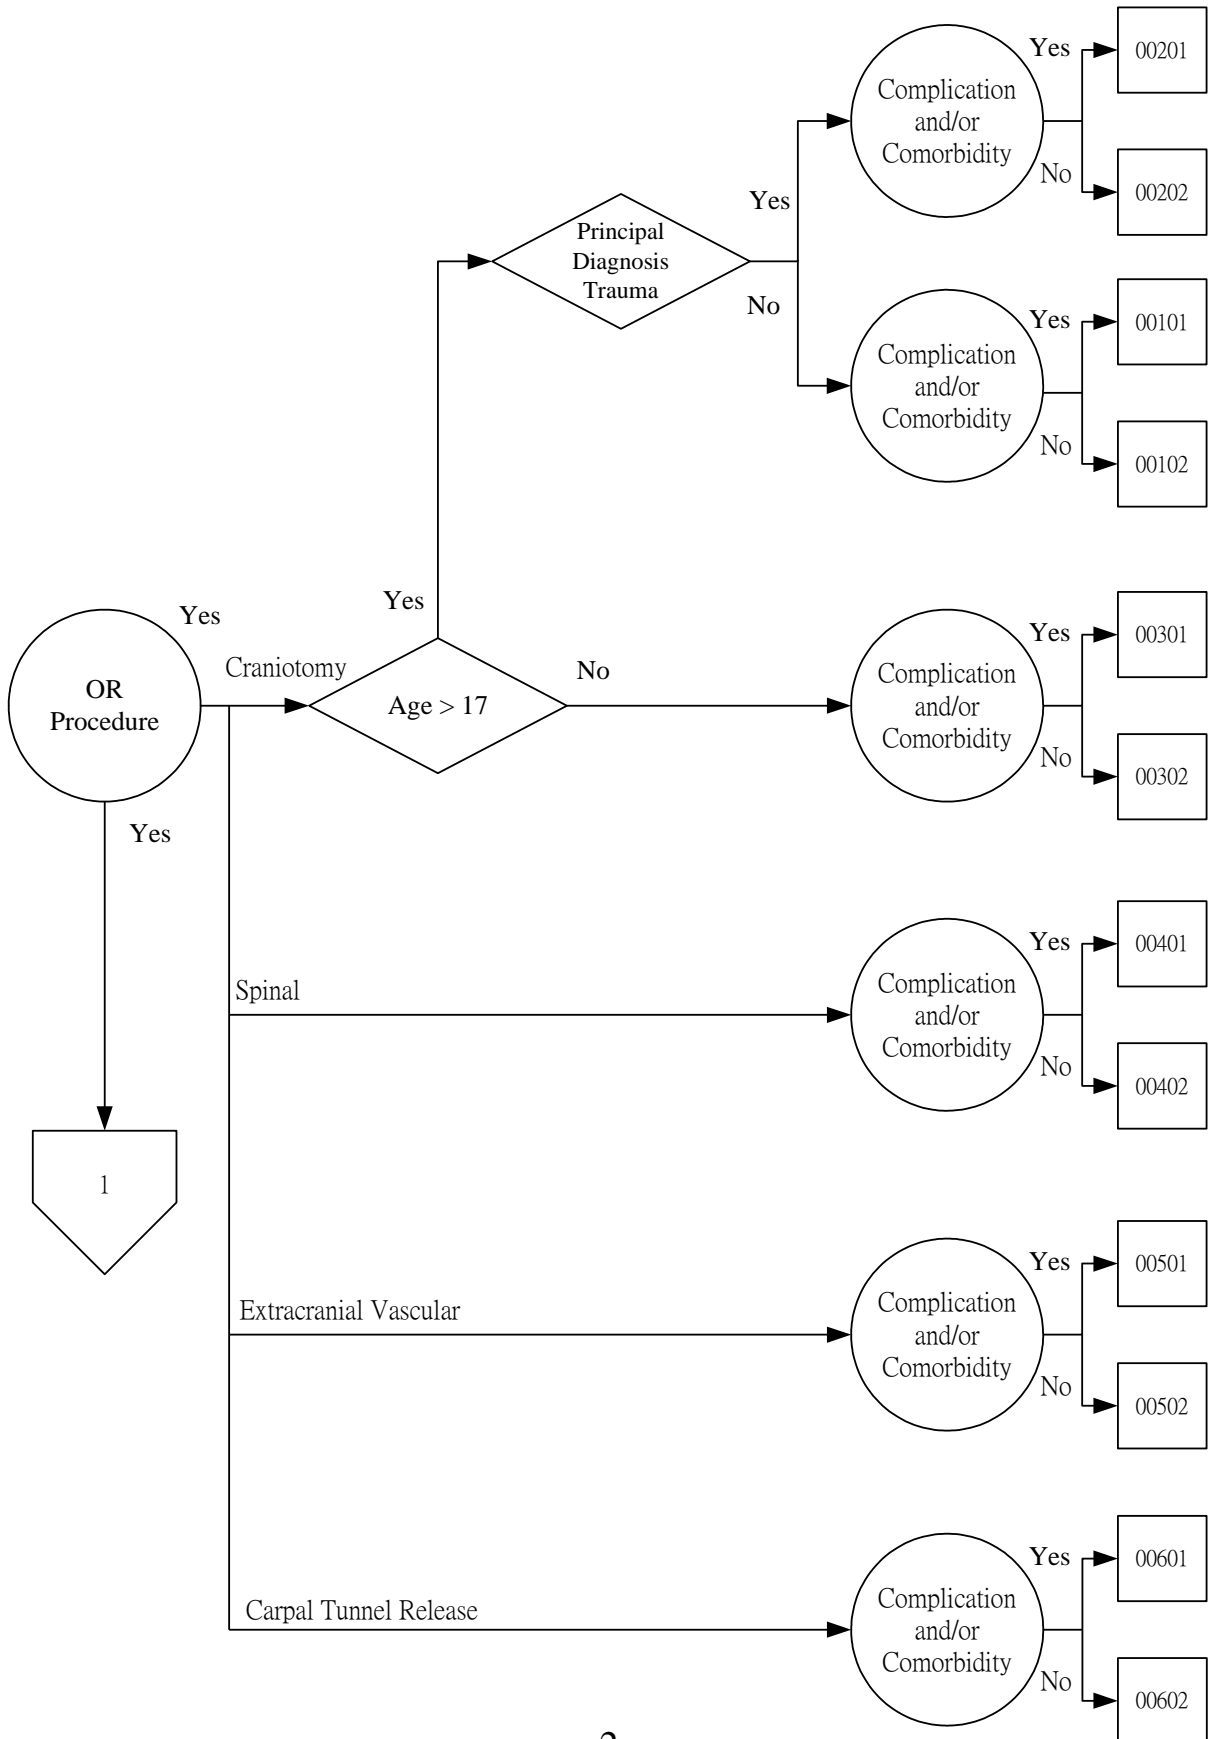 Yes
00201
Complication
and/or
Comorbidity
No
00202
Yes
Principal
Diagnosis
Trauma
No
Yes
00101
Complication
and/or
Comorbidity
No
00102
Yes
Yes
Craniotomy
OR
Procedure
Age > 17
No
Yes
00301
Complication
and/or
Comorbidity
No
00302
Yes
Spinal
Yes
00401
Complication
and/or
Comorbidity
No
00402
1
Extracranial Vascular
Yes
00501
Complication
and/or
Comorbidity
No
00502
Carpal Tunnel Release
Yes
00601
Complication
and/or
Comorbidity
No
00602